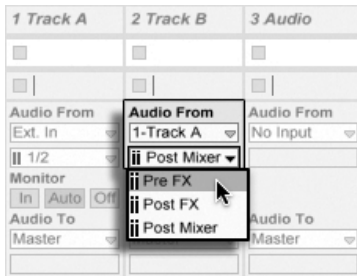 1 Track A 2 Track B 3 Audio
Audio From Audio From Audio From
Ext. In 1-Track A No Input
1/2 Post Mixer
Monitor Pre FX
In Auto Off Post FX
Audio To Post Mixer Audio To
Master Master